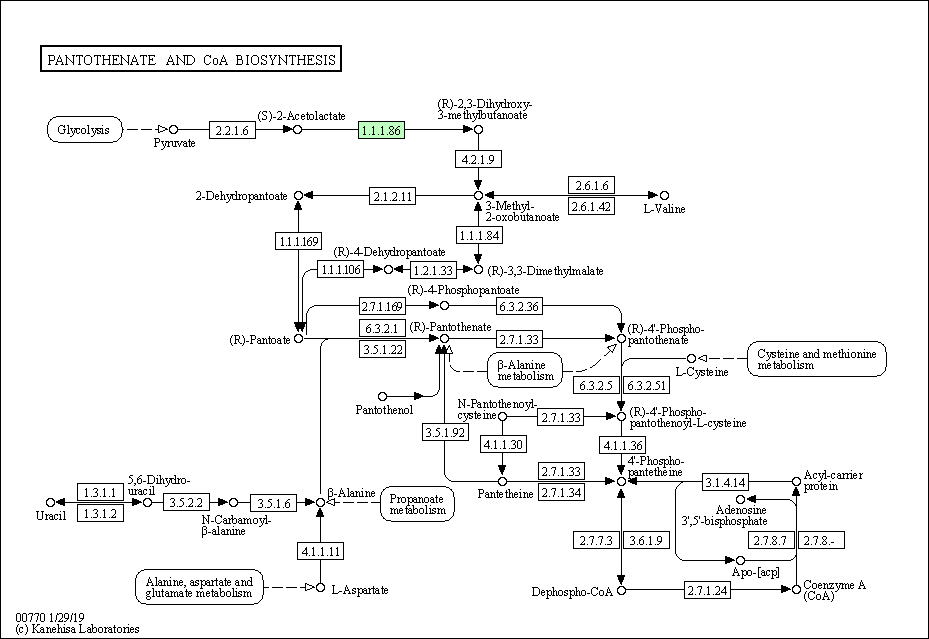 PANTOTHENATE AND CoA BIOSYNTHESIS
(R)-2,3-Dihydroxy-
3-methylbutanoate
(S)-2-Acetolactate
Glycolysis
2.2.1.6
1.1.1.86
Pyruvate
4.2.1.9
2-Dehydropantoate
2.1.2.11
2.6.1.6
2.6.1.42
3-Methyl-
2-oxobutanoate
L-Valine
1.1.1.169
1.1.1.84
(R)-4-Dehydropantoate
1.1.1.106
1.2.1.33
(R)-3,3-Dimethylmalate
(R)-4-Phosphopantoate
2.7.1.169
6.3.2.36
(R)-Pantoate
6.3.2.1
3.5.1.22
(R)-Pantothenate
2.7.1.33
(R)-4'-Phospho-
pantothenate
β-Alanine
metabolism
L-Cysteine
Cysteine and methionine
metabolism
6.3.2.5
6.3.2.51
Pantothenol
N-Pantothenoyl-
cysteine
2.7.1.33
(R)-4'-Phospho-
pantothenoyl-L-cysteine
3.5.1.92
4.1.1.30
4.1.1.36
4'-Phospho-
pantetheine
Pantetheine
2.7.1.33
2.7.1.34
3.1.4.14
Acyl-carrier
protein
Uracil
1.3.1.1
1.3.1.2
5,6-Dihydro-
uracil
3.5.2.2
N-Carbamoyl-
β-alanine
3.5.1.6
β-Alanine
Propanoate
metabolism
Adenosine
3',5'-bisphosphate
4.1.1.11
2.7.7.3
3.6.1.9
2.7.8.7
2.7.8.-
Apo-[acp]
Alanine, aspartate and
glutamate metabolism
L-Aspartate
Dephospho-CoA
2.7.1.24
Coenzyme A
(CoA)
00770 1/29/19
(c) Kanehisa Laboratories